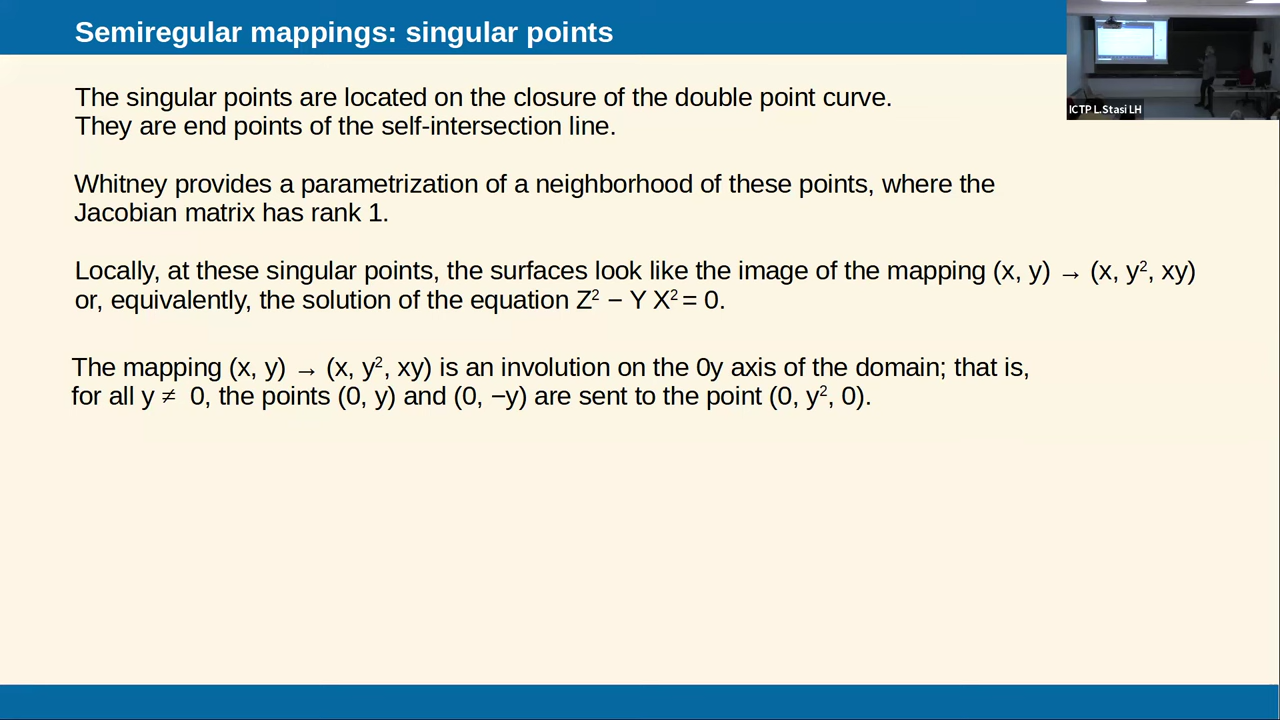 Semiregular mappings: singular points
ICTP L.Stasi LH
The singular points are located on the closure of the double point curve.
They are end points of the self-intersection line.
Whitney provides a parametrization of a neighborhood of these points, where the
Jacobian matrix has rank 1.
Locally, at these singular points, the surfaces look like the image of the mapping (x, y) → (x, y², xy)
or, equivalently, the solution of the equation Z² − Y X² = 0.
The mapping (x, y) → (x, y², xy) is an involution on the 0y axis of the domain; that is,
for all y ≠ 0, the points (0, y) and (0, −y) are sent to the point (0, y², 0).